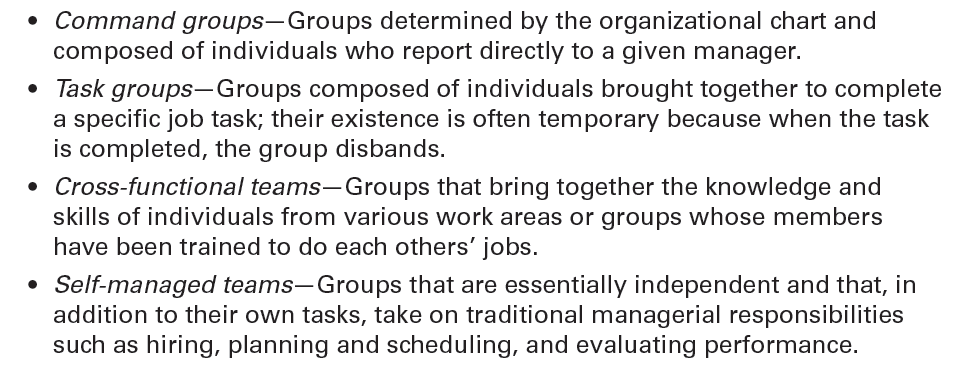 • Command groups—Groups determined by the organizational chart and
composed of individuals who report directly to a given manager.
• Task groups—Groups composed of individuals brought together to complete
a specific job task; their existence is often temporary because when the task
is completed, the group disbands.
• Cross-functional teams—Groups that bring together the knowledge and
skills of individuals from various work areas or groups whose members
have been trained to do each others’ jobs.
• Self-managed teams—Groups that are essentially independent and that, in
addition to their own tasks, take on traditional managerial responsibilities
such as hiring, planning and scheduling, and evaluating performance.